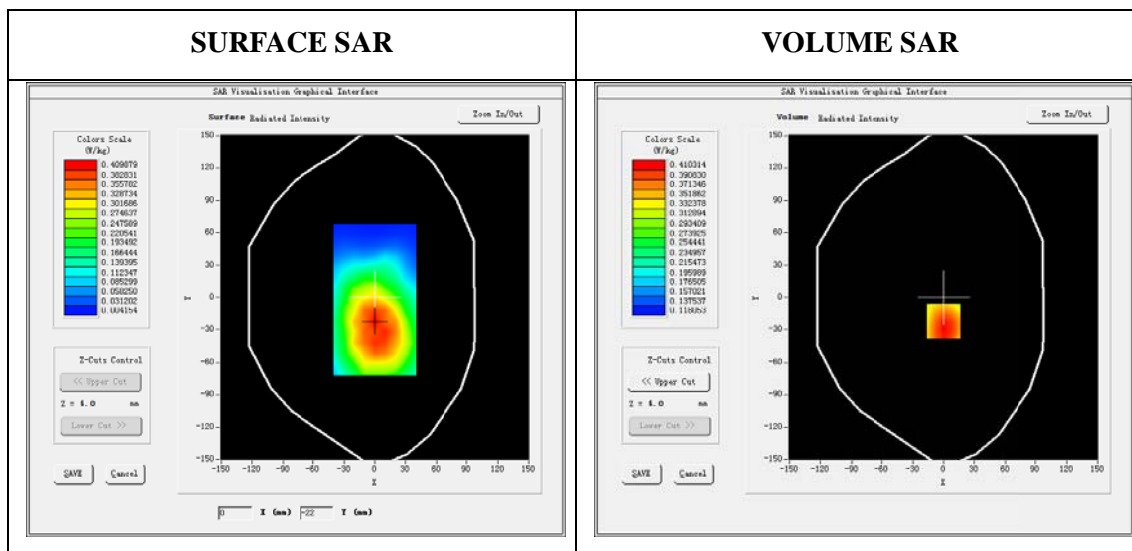 SURFACE SAR
VOLUME SAR
SAR Visualisation Graphical Interface
Surface Radiated Intensity
Zoom In/Out
Colors Scale
(W/kg)
0.409879
0.382831
0.355782
0.328734
0.301686
0.274637
0.247589
0.220541
0.193492
0.166444
0.139395
0.112347
0.085299
0.058250
0.031202
0.004154
150
120
90
60
30
0
-30
-60
-90
-120
-150
Y
-150 -120 -90 -60 -30 0 30 60 90 120 150
X
Z-Cuts Control
<< Upper Cut
Z = 4.0 mm
Lower Cut >>
SAVE Cancel
0 X (mm) -22 Y (mm)
SAR Visualisation Graphical Interface
Volume Radiated Intensity
Zoom In/Out
Colors Scale
(W/kg)
0.410314
0.390830
0.371346
0.351862
0.332378
0.312894
0.293409
0.273925
0.254441
0.234957
0.215473
0.195989
0.176505
0.157021
0.137537
0.118053
150
120
90
60
30
0
-30
-60
-90
-120
-150
Y
-150 -120 -90 -60 -30 0 30 60 90 120 150
X
Z-Cuts Control
<< Upper Cut
Z = 4.0 mm
Lower Cut >>
SAVE Cancel